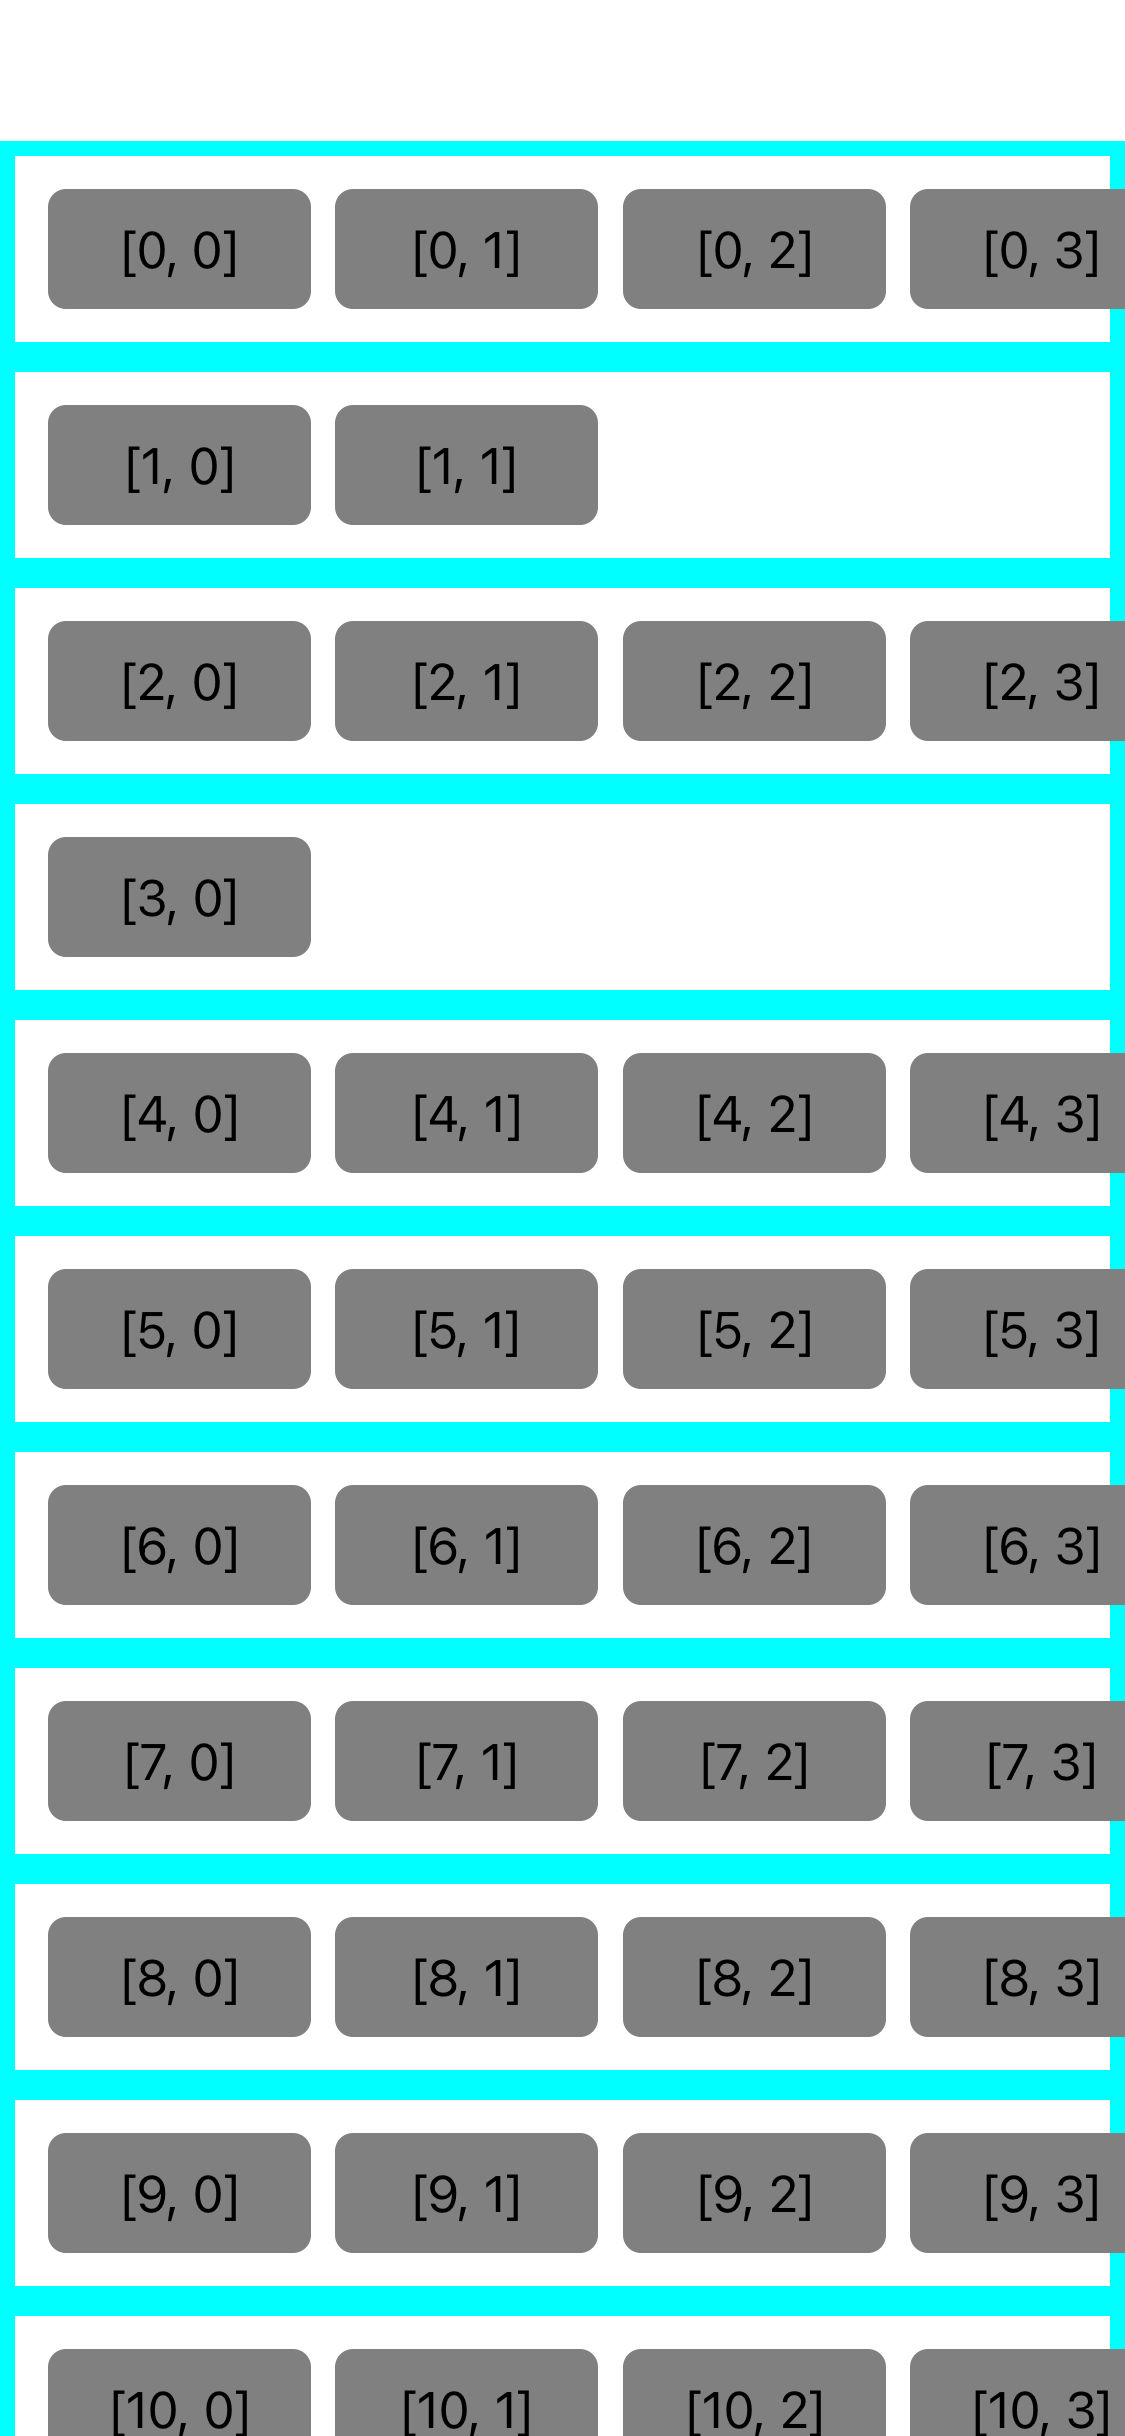 [0, 0] [0, 1] [0, 2] [0, 3]
[1, 0] [1, 1]
[2, 0] [2, 1] [2, 2] [2, 3]
[3, 0]
[4, 0] [4, 1] [4, 2] [4, 3]
[5, 0] [5, 1] [5, 2] [5, 3]
[6, 0] [6, 1] [6, 2] [6, 3]
[7, 0] [7, 1] [7, 2] [7, 3]
[8, 0] [8, 1] [8, 2] [8, 3]
[9, 0] [9, 1] [9, 2] [9, 3]
[10, 0] [10, 1] [10, 2] [10, 3]